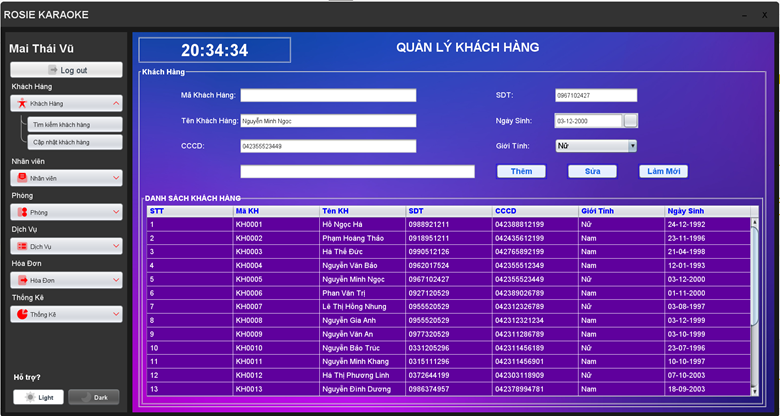 ROSIE KARAOKE
Mai Thái Vũ
Log out
Khách Hàng
Khách Hàng
Tìm kiếm khách hàng
Cập nhật khách hàng
Nhân viên
Nhân viên
Phòng
Phòng
Dịch Vụ
Dịch Vụ
Hóa Đơn
Hóa Đơn
Thống Kê
Thống Kê
Hỗ trợ?
Light Dark
20:34:34 QUẢN LÝ KHÁCH HÀNG
Khách Hàng
Mã Khách Hàng: SDT: 0967102427
Tên Khách Hàng: Nguyễn Minh Ngọc Ngày Sinh: 03-12-2000
CCCD: 042355523449 Giới Tính: Nữ
Thêm Sửa Làm Mới
DANH SÁCH KHÁCH HÀNG
STT Mã KH Tên KH SDT CCCD Giới Tính Ngày Sinh
1 KH0001 Hồ Ngọc Hà 0988921211 042388812199 Nữ 24-12-1992
2 KH0002 Phạm Hoàng Thảo 0918951211 042435612199 Nam 23-11-1996
3 KH0003 Hà Thế Đức 0990512126 042765892199 Nam 21-04-1998
4 KH0004 Nguyễn Văn Bảo 0962017524 042355512349 Nam 12-01-1993
5 KH0005 Nguyễn Minh Ngọc 0967102427 042355523449 Nữ 03-12-2000
6 KH0006 Phan Văn Trị 0927120529 042389026789 Nam 01-11-2000
7 KH0007 Lê Thị Hồng Nhung 0955520529 042312326789 Nữ 03-08-1997
8 KH0008 Nguyễn Gia Anh 0955520529 042312321234 Nam 03-12-1999
9 KH0009 Nguyễn Văn An 0977320529 042311286789 Nam 03-10-1999
10 KH0010 Nguyễn Bảo Trúc 0331205296 042311456189 Nữ 23-07-1996
11 KH0011 Nguyễn Minh Khang 0315111296 042311456901 Nam 10-10-1997
12 KH0012 Hà Thị Phương Linh 0372644199 042303118909 Nữ 07-10-2003
13 KH0013 Nguyễn Đình Dương 0986374957 042378994781 Nam 18-09-2003